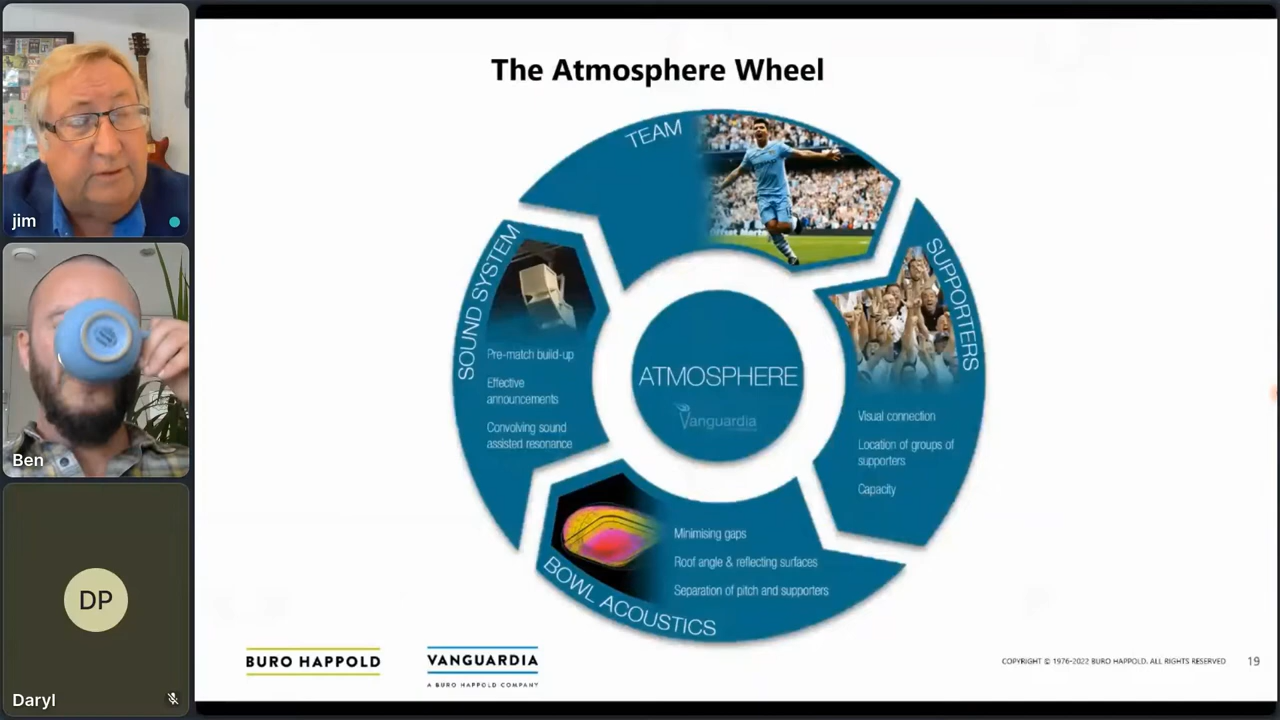 The Atmosphere Wheel
TEAM
SUPPORTERS
Visual connection
Location of groups of
supporters
Capacity
SOUND SYSTEM
Pre-match build-up
Effective
announcements
Convolving sound
assisted resonance
ATMOSPHERE
Vanguardia
Minimising gaps
Roof angle & reflecting surfaces
Separation of pitch and supporters
BOWL ACOUSTICS
BURO HAPPOLD
VANGUARDIA
A BURO HAPPOLD COMPANY
COPYRIGHT © 1976-2022 BURO HAPPOLD. ALL RIGHTS RESERVED
19
jim
Ben
DP
Daryl